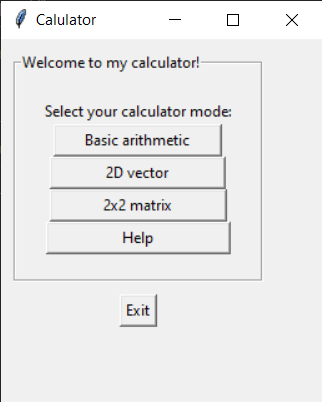 Calulator
Welcome to my calculator!
Select your calculator mode:
Basic arithmetic
2D vector
2x2 matrix
Help
Exit